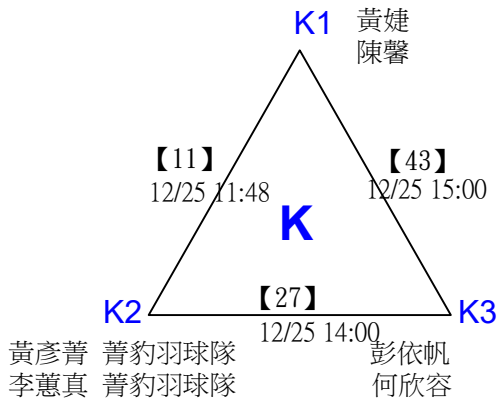 K1 黃婕
陳馨
【11】
12/25 11:48
【43】
12/25 15:00
K
【27】
12/25 14:00
K2
K3
黃彥菁 菁豹羽球隊
李蕙真 菁豹羽球隊
彭依帆
何欣容